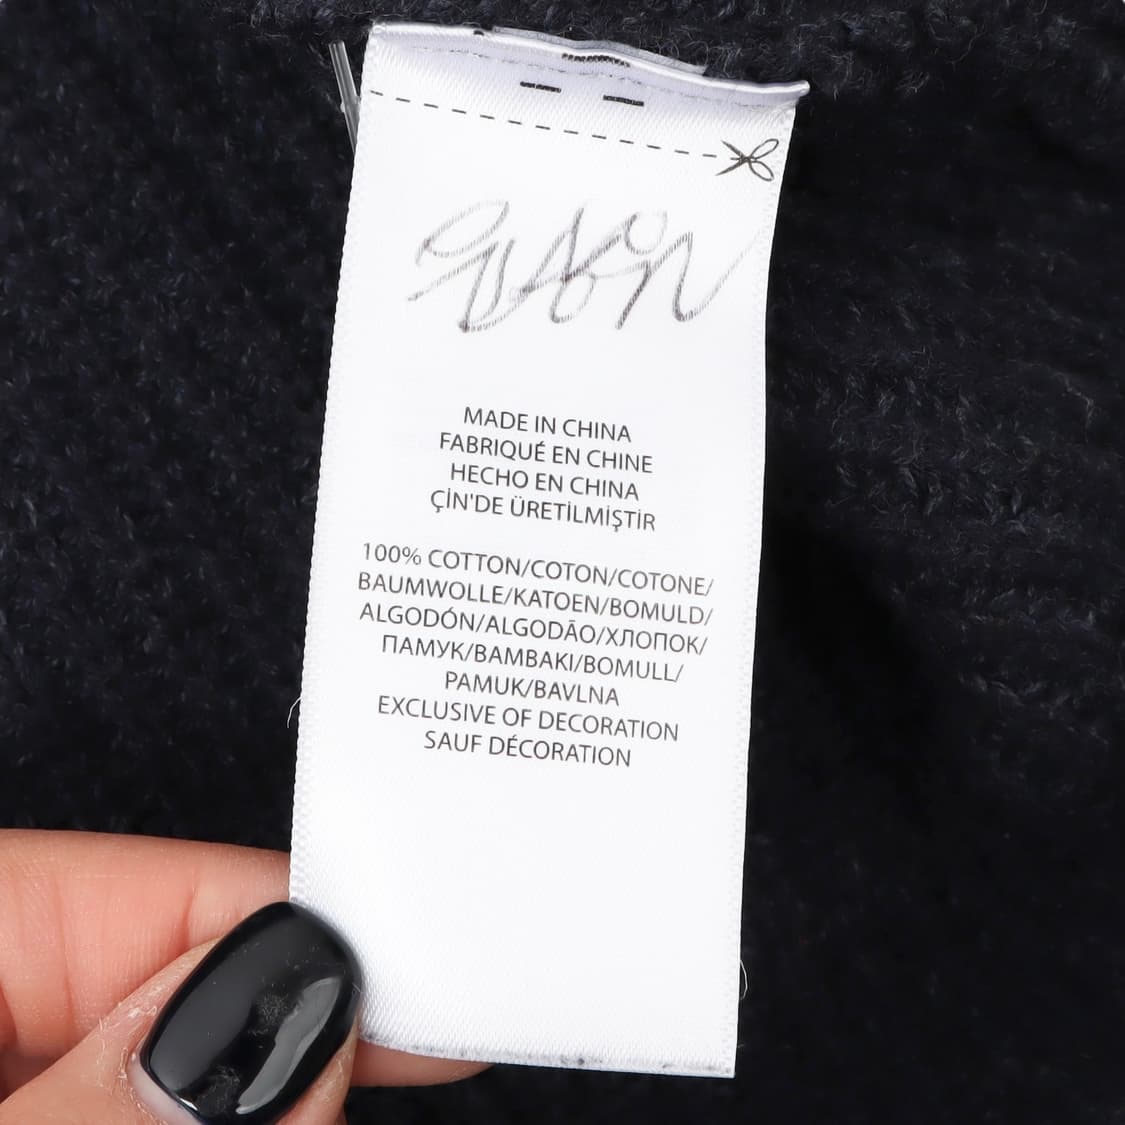 MADE IN CHINA
FABRIQUÉ EN CHINE
HECHO EN CHINA
ÇİN'DE ÜRETİLMİŞTİR
100% COTTON/COTON/COTONE/
BAUMWOLLE/KATOEN/BOMULD/
ALGODÓN/ALGODÃO/ХЛОПОК/
ПАМУК/BAMBAKI/BOMULL/
PAMUK/BAVLNA
EXCLUSIVE OF DECORATION
SAUF DÉCORATION